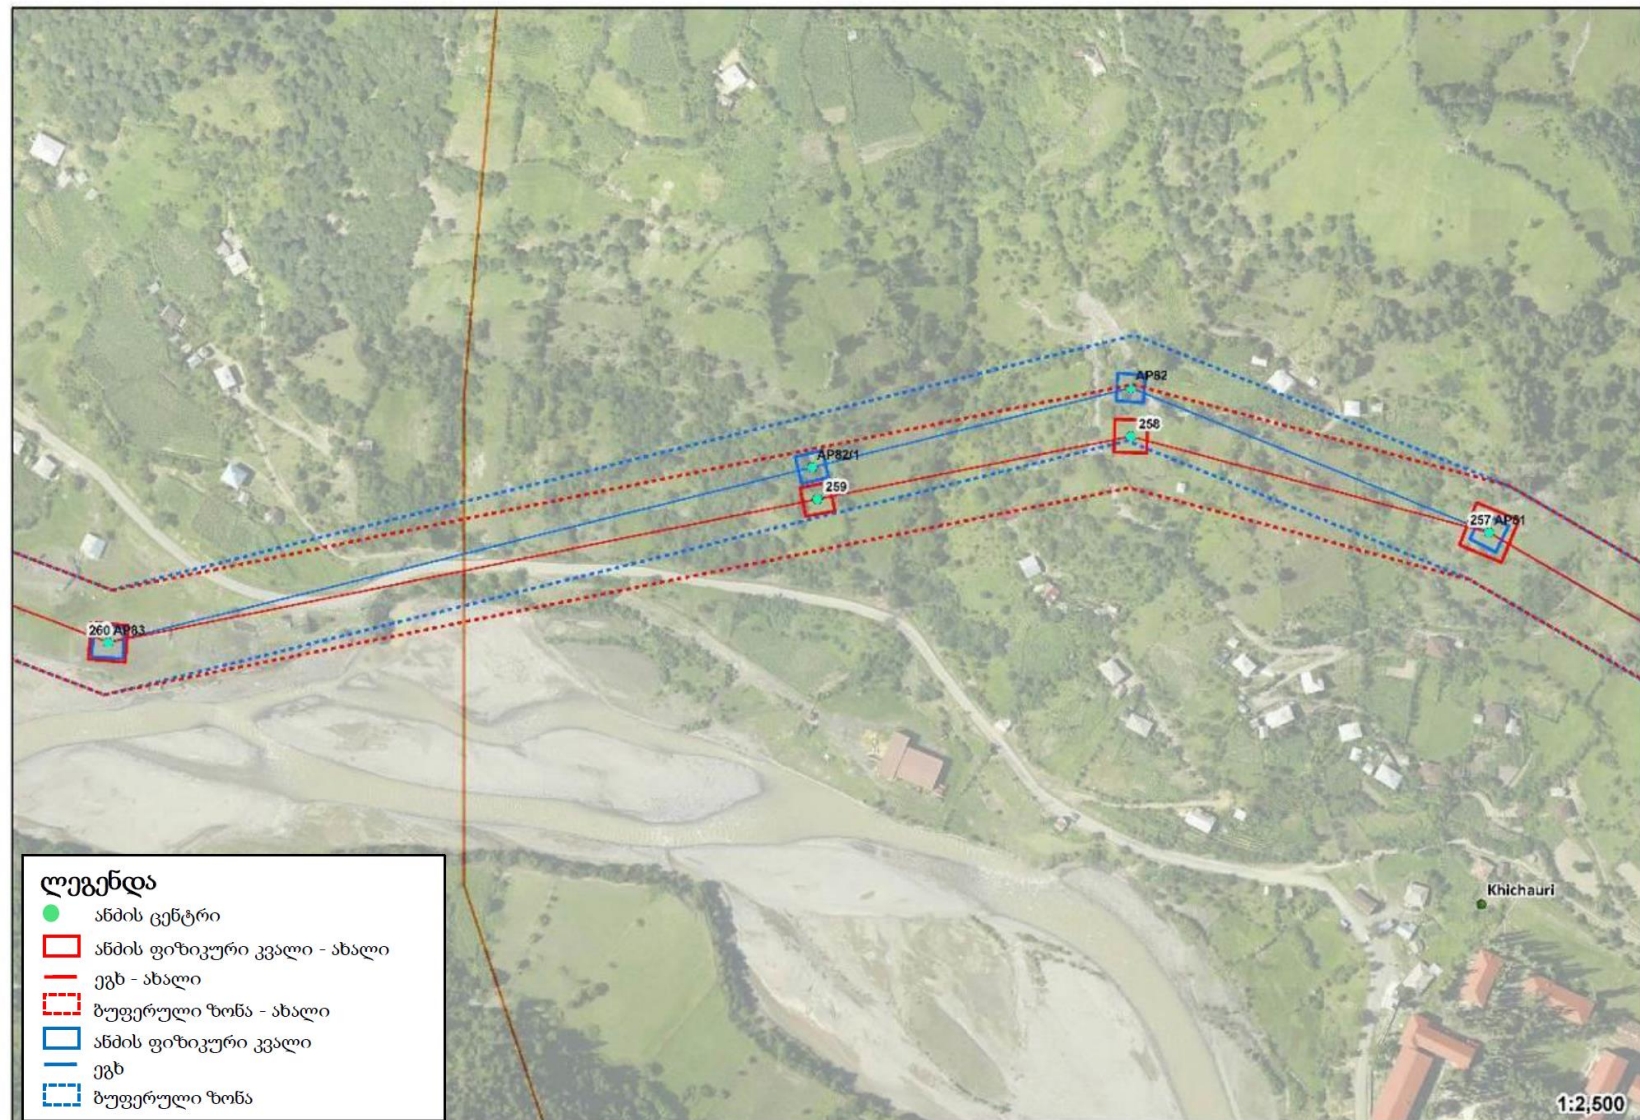 AP82
258
AP82/1
259
257 AP81
260 AP83
Khichauri
ლეგენდა
ანძის ცენტრი
ანძის ფიზიკური კვალი - ახალი
ეგხ - ახალი
ბუფერული ზონა - ახალი
ანძის ფიზიკური კვალი
ეგხ
ბუფერული ზონა
1:2,500